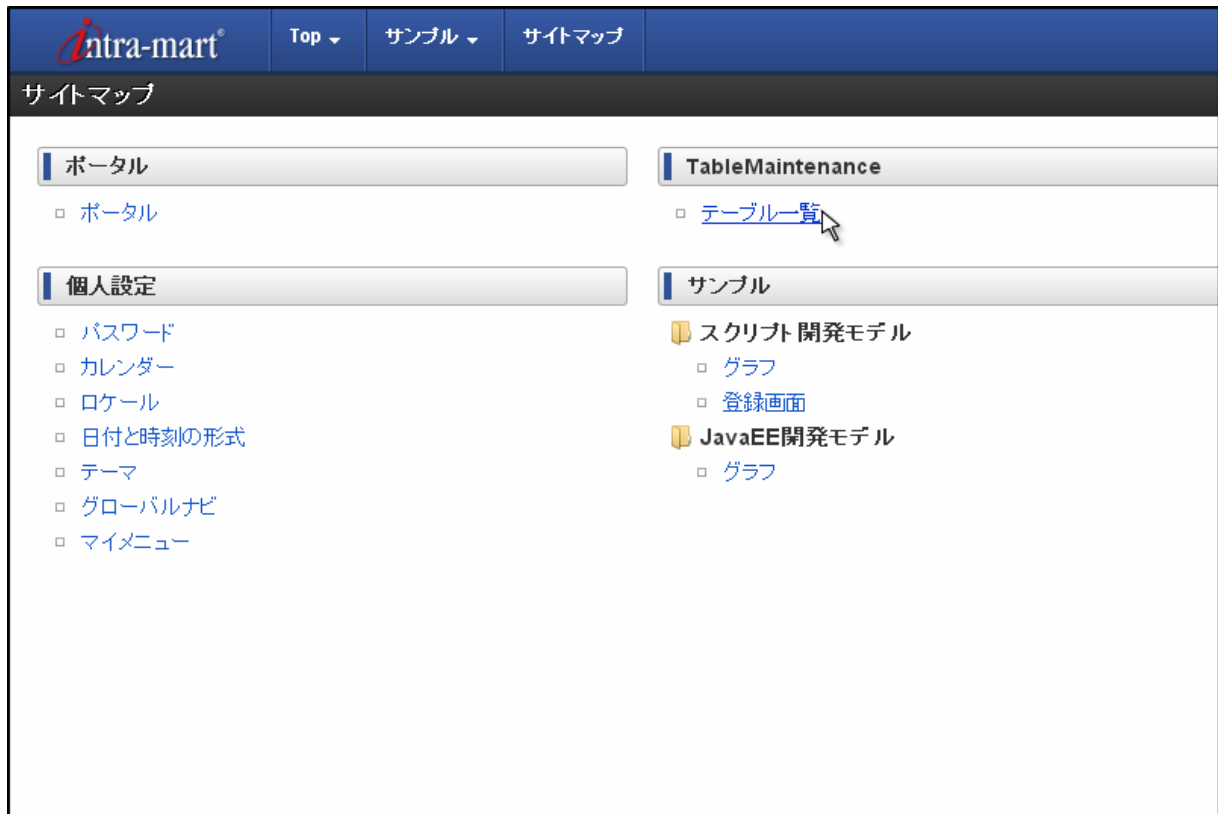 intra-mart®
Top
サンプル
サイトマップ
サイトマップ
ポータル
ポータル
個人設定
パスワード
カレンダー
ロケール
日付と時刻の形式
テーマ
グローバルナビ
マイメニュー
TableMaintenance
テーブル一覧
サンプル
スクリプト開発モデル
グラフ
登録画面
JavaEE開発モデル
グラフ